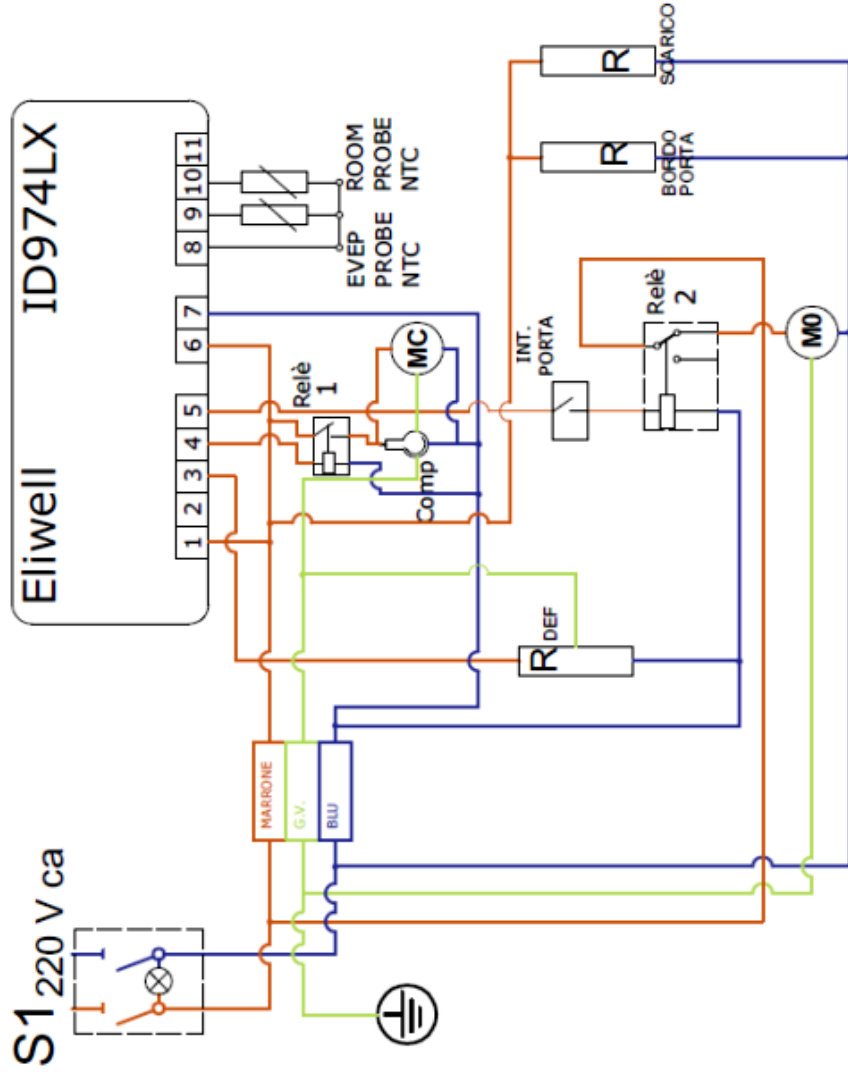 S1
220 V ca
Eliwell
ID974LX
1
2
3
4
5
6
7
8
9
10
11
EVEP
PROBE
NTC
ROOM
PROBE
NTC
MARRONE
G.V.
BLU
Relè
1
Comp
MC
INT.
PORTA
Relè
2
R
DEF
R
BORDO
PORTA
R
SCARICO
M0